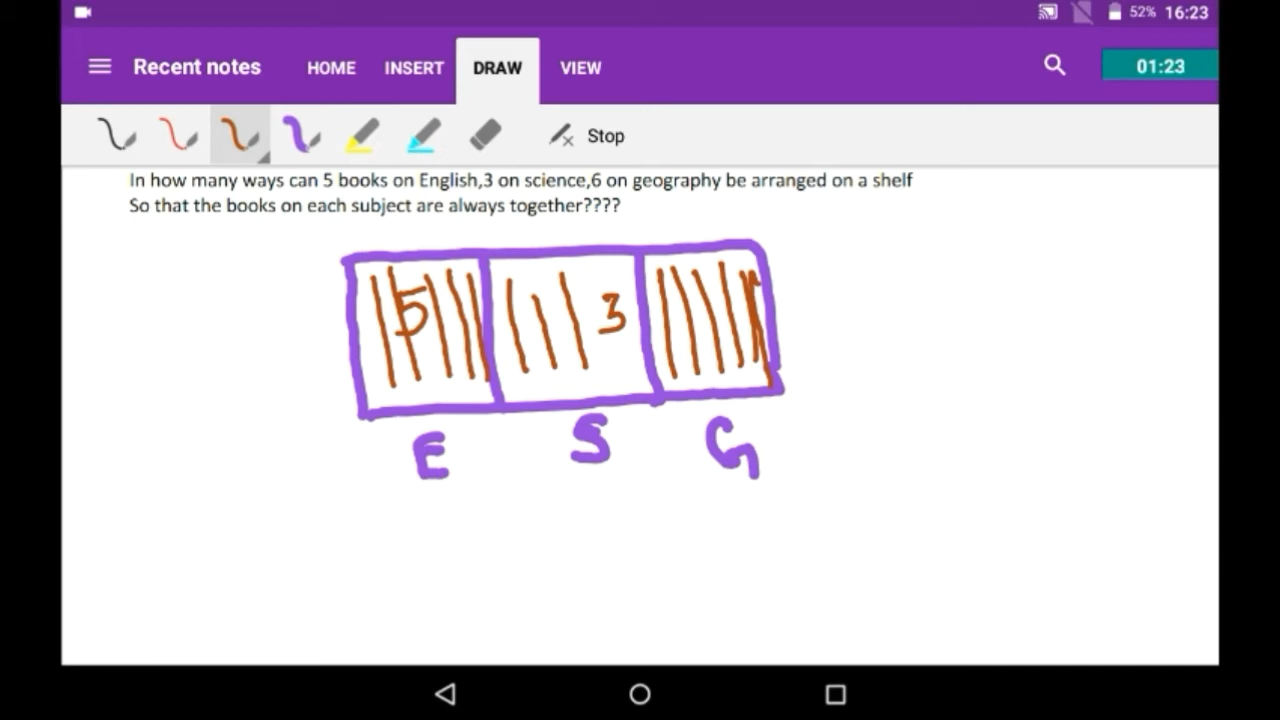 52% 16:23
Recent notes HOME INSERT DRAW VIEW 01:23
Stop
In how many ways can 5 books on English,3 on science,6 on geography be arranged on a shelf
So that the books on each subject are always together????
5 3
E S G